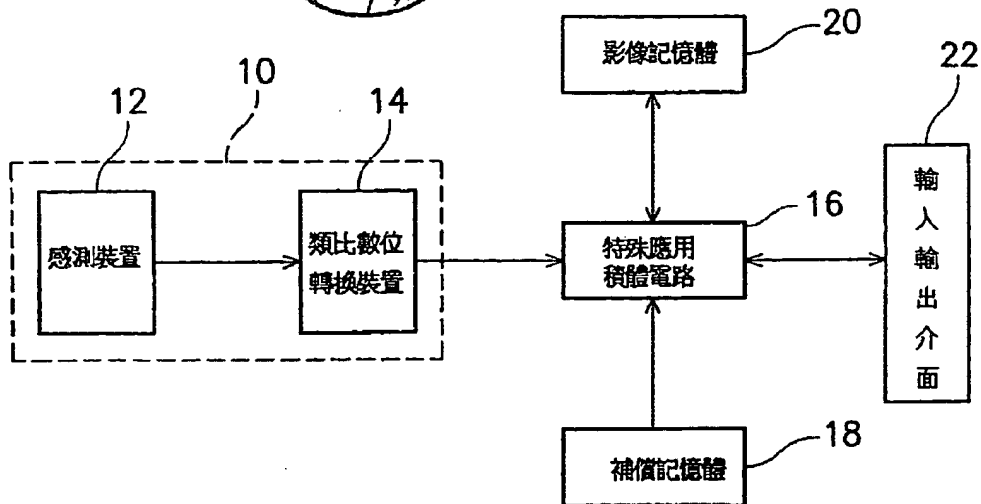 20
影像記憶體
22
10
12
14
輸入輸出介面
16
感測裝置
類比數位
轉換裝置
特殊應用
積體電路
18
補償記憶體